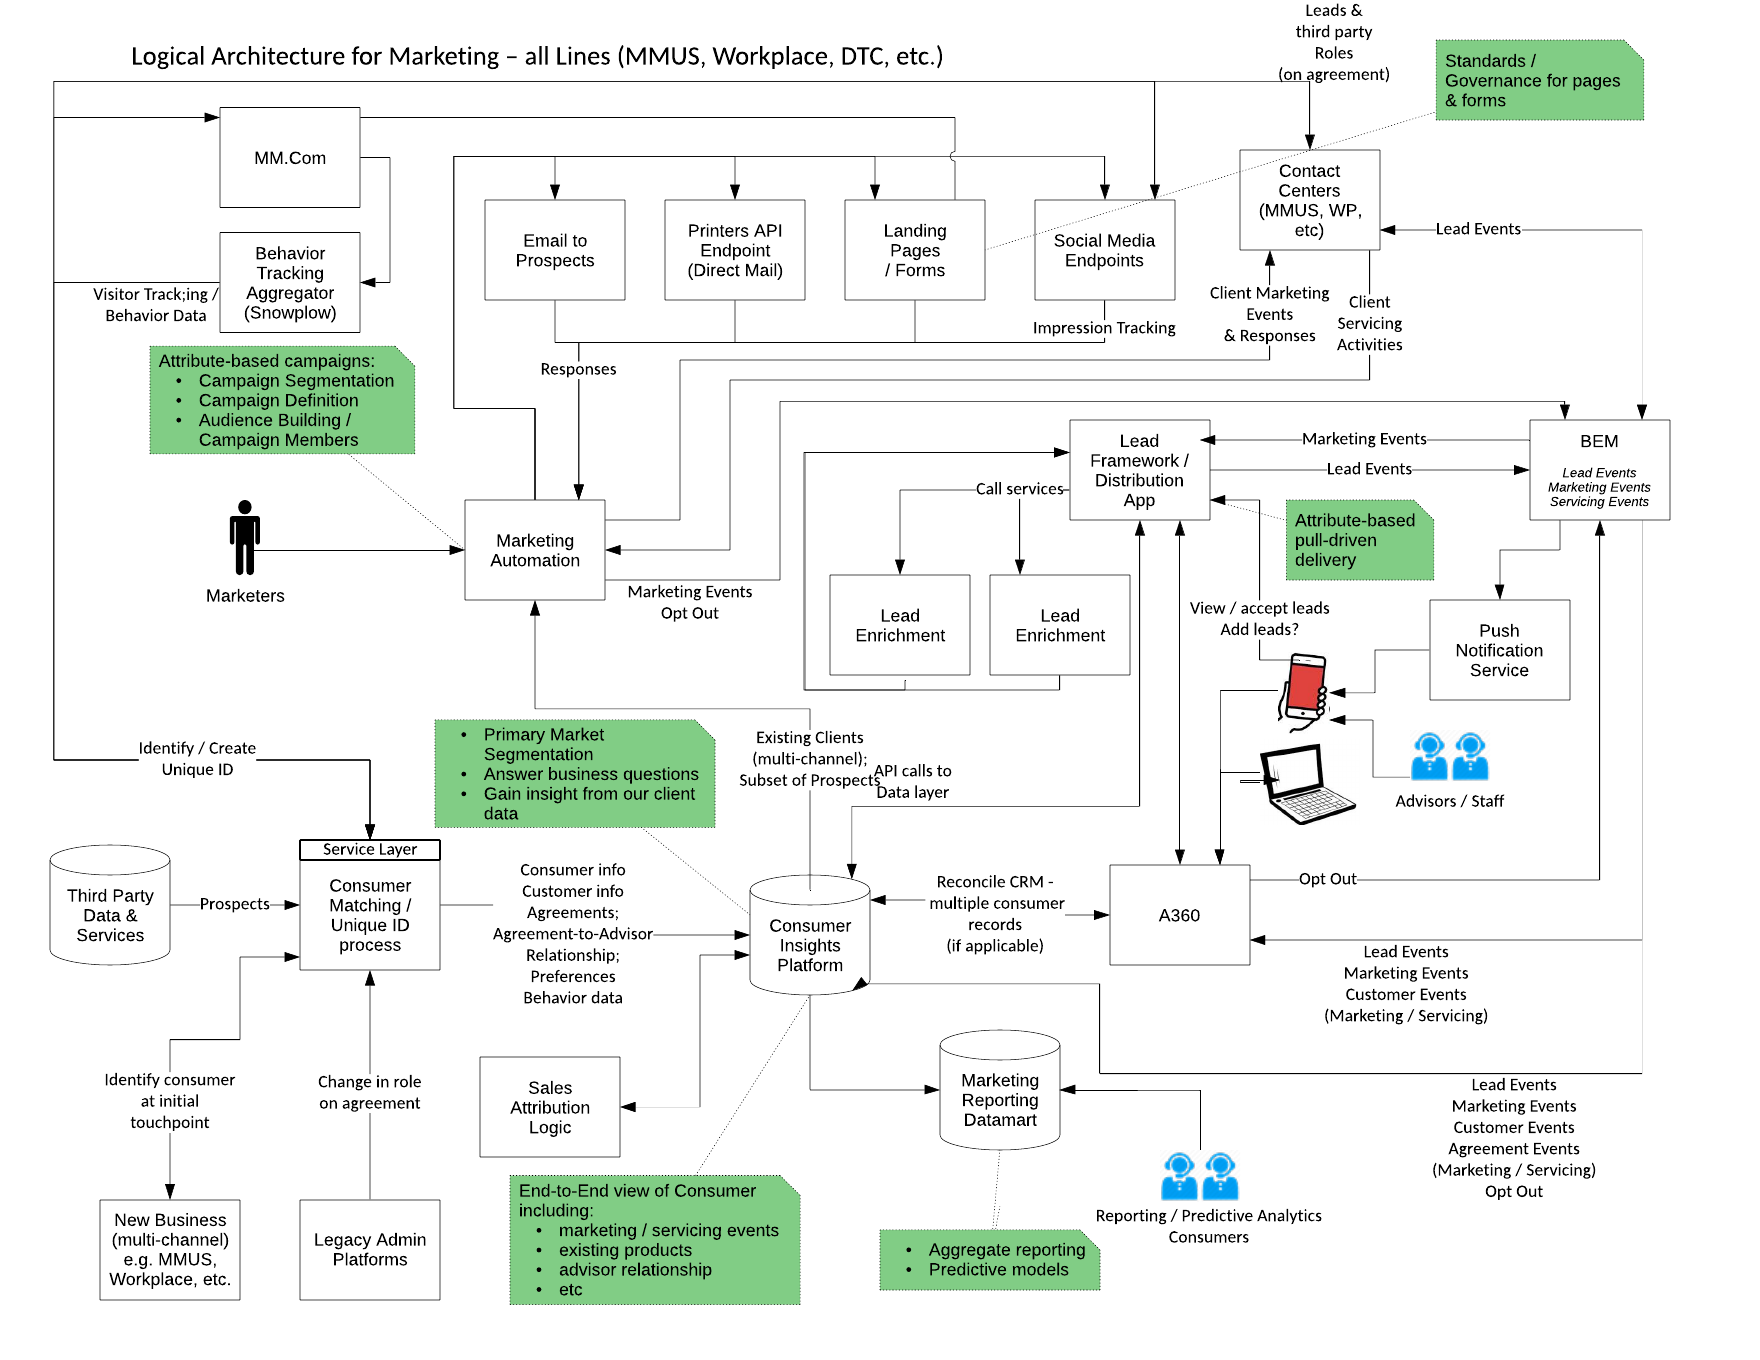 Leads &
third party
Roles
(on agreement)
Logical Architecture for Marketing – all Lines (MMUS, Workplace, DTC, etc.)
Standards /
Governance for pages
& forms
MM.Com
Contact
Centers
(MMUS, WP,
etc)
Email to
Prospects
Printers API
Endpoint
(Direct Mail)
Landing
Pages
/ Forms
Social Media
Endpoints
Lead Events
Behavior
Tracking
Aggregator
(Snowplow)
Visitor Track;ing /
Behavior Data
Client Marketing
Events
& Responses
Client
Servicing
Activities
Impression Tracking
Responses
Attribute-based campaigns:
• Campaign Segmentation
• Campaign Definition
• Audience Building /
Campaign Members
Lead
Framework /
Distribution
App
Marketing Events
Lead Events
BEM
Lead Events
Marketing Events
Servicing Events
Call services
Attribute-based
pull-driven
delivery
Marketing
Automation
Marketers
Marketing Events
Opt Out
Lead
Enrichment
Lead
Enrichment
View / accept leads
Add leads?
Push
Notification
Service
• Primary Market
Segmentation
• Answer business questions
• Gain insight from our client
data
Identify / Create
Unique ID
Existing Clients
(multi-channel);
Subset of Prospects
API calls to
Data layer
Advisors / Staff
Service Layer
Third Party
Data &
Services
Prospects
Consumer
Matching /
Unique ID
process
Consumer info
Customer info
Agreements;
Agreement-to-Advisor
Relationship;
Preferences
Behavior data
Consumer
Insights
Platform
Reconcile CRM -
multiple consumer
records
(if applicable)
A360
Opt Out
Lead Events
Marketing Events
Customer Events
(Marketing / Servicing)
Identify consumer
at initial
touchpoint
Change in role
on agreement
Sales
Attribution
Logic
Marketing
Reporting
Datamart
Lead Events
Marketing Events
Customer Events
Agreement Events
(Marketing / Servicing)
Opt Out
New Business
(multi-channel)
e.g. MMUS,
Workplace, etc.
Legacy Admin
Platforms
End-to-End view of Consumer
including:
• marketing / servicing events
• existing products
• advisor relationship
• etc
• Aggregate reporting
• Predictive models
Reporting / Predictive Analytics
Consumers